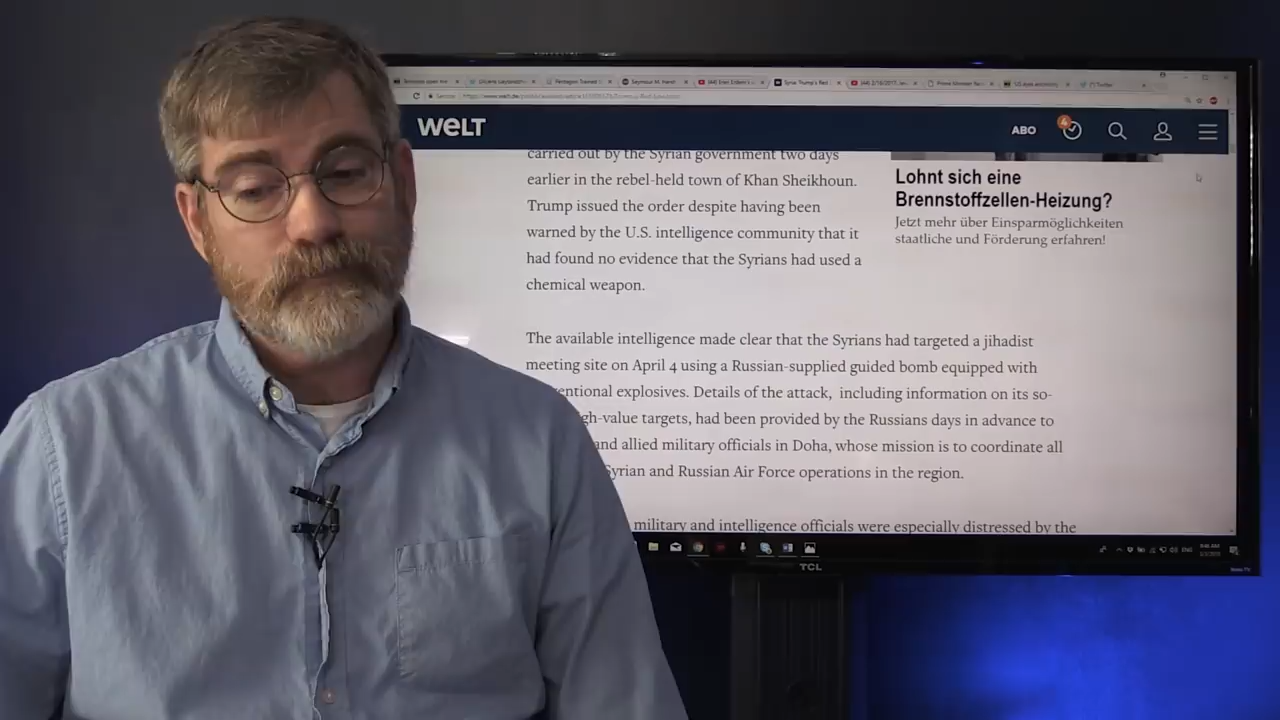 WELT
ABO
4
carried out by the Syrian government two days
earlier in the rebel-held town of Khan Sheikhoun.
Trump issued the order despite having been
warned by the U.S. intelligence community that it
had found no evidence that the Syrians had used a
chemical weapon.
Lohnt sich eine
Brennstoffzellen-Heizung?
Jetzt mehr über Einsparmöglichkeiten
staatliche und Förderung erfahren!
The available intelligence made clear that the Syrians had targeted a jihadist
meeting site on April 4 using a Russian-supplied guided bomb equipped with
entional explosives. Details of the attack, including information on its so-
gh-value targets, had been provided by the Russians days in advance to
and allied military officials in Doha, whose mission is to coordinate all
Syrian and Russian Air Force operations in the region.
military and intelligence officials were especially distressed by the
TCL